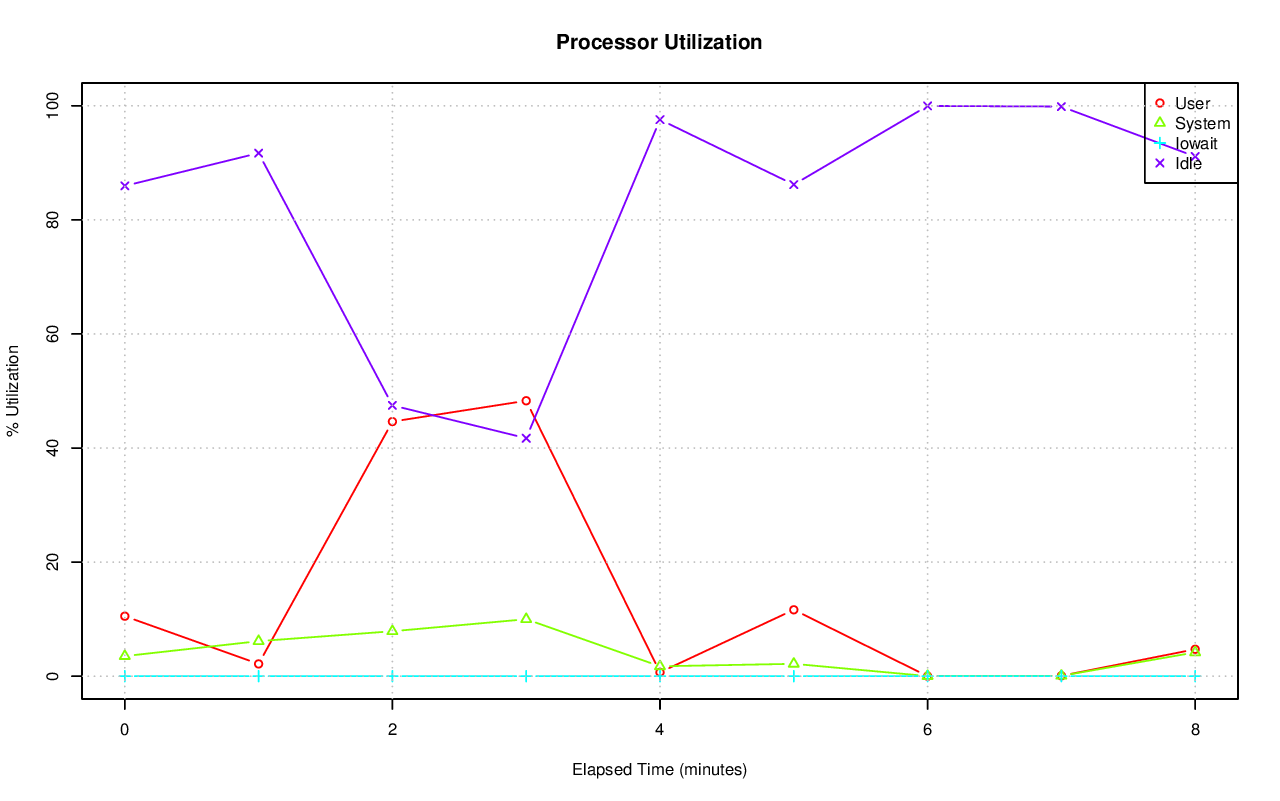 Processor Utilization
User
System
Iowait
Idle
100
80
60
40
20
0
% Utilization
0 2 4 6 8
Elapsed Time (minutes)